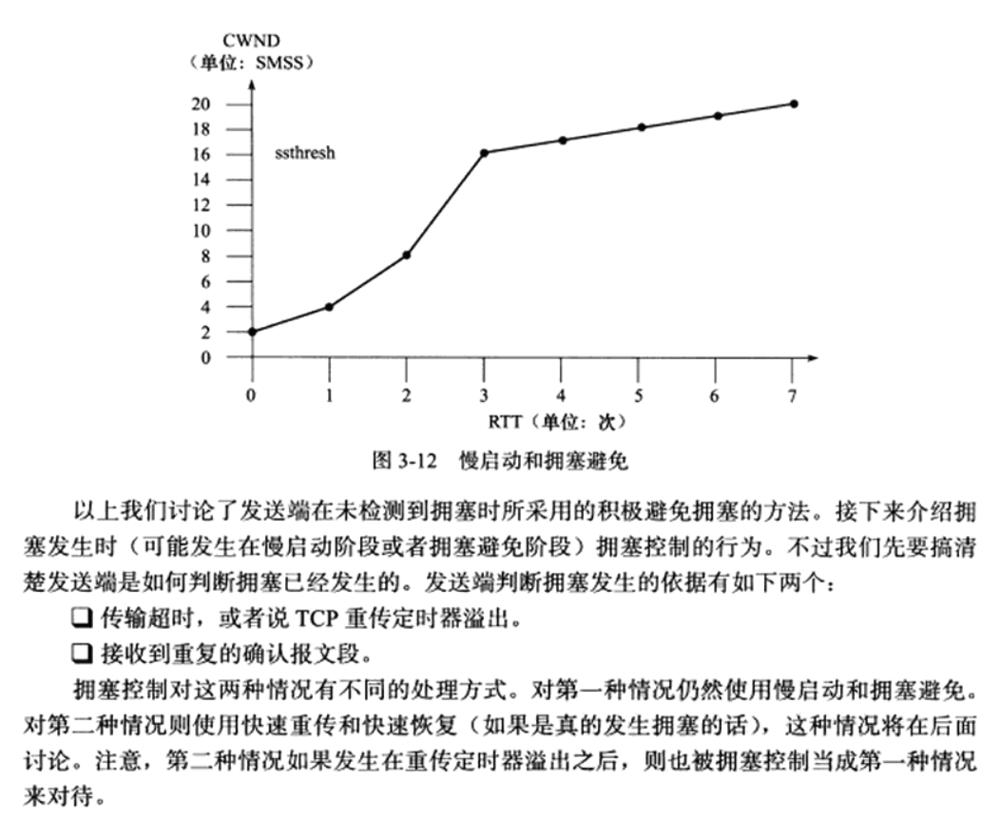 CWND
（单位：SMSS）
20
18
16
ssthresh
14
12
10
8
6
4
2
0
0 1 2 3 4 5 6 7
RTT（单位：次）
图 3-12 慢启动和拥塞避免
以上我们讨论了发送端在未检测到拥塞时所采用的积极避免拥塞的方法。接下来介绍拥
塞发生时（可能发生在慢启动阶段或者拥塞避免阶段）拥塞控制的行为。不过我们先要搞清
楚发送端是如何判断拥塞已经发生的。发送端判断拥塞发生的依据有如下两个：
❏ 传输超时，或者说 TCP 重传定时器溢出。
❏ 接收到重复的确认报文段。
拥塞控制对这两种情况有不同的处理方式。对第一种情况仍然使用慢启动和拥塞避免。
对第二种情况则使用快速重传和快速恢复（如果是真的发生拥塞的话），这种情况将在后面
讨论。注意，第二种情况如果发生在重传定时器溢出之后，则也被拥塞控制当成第一种情况
来对待。